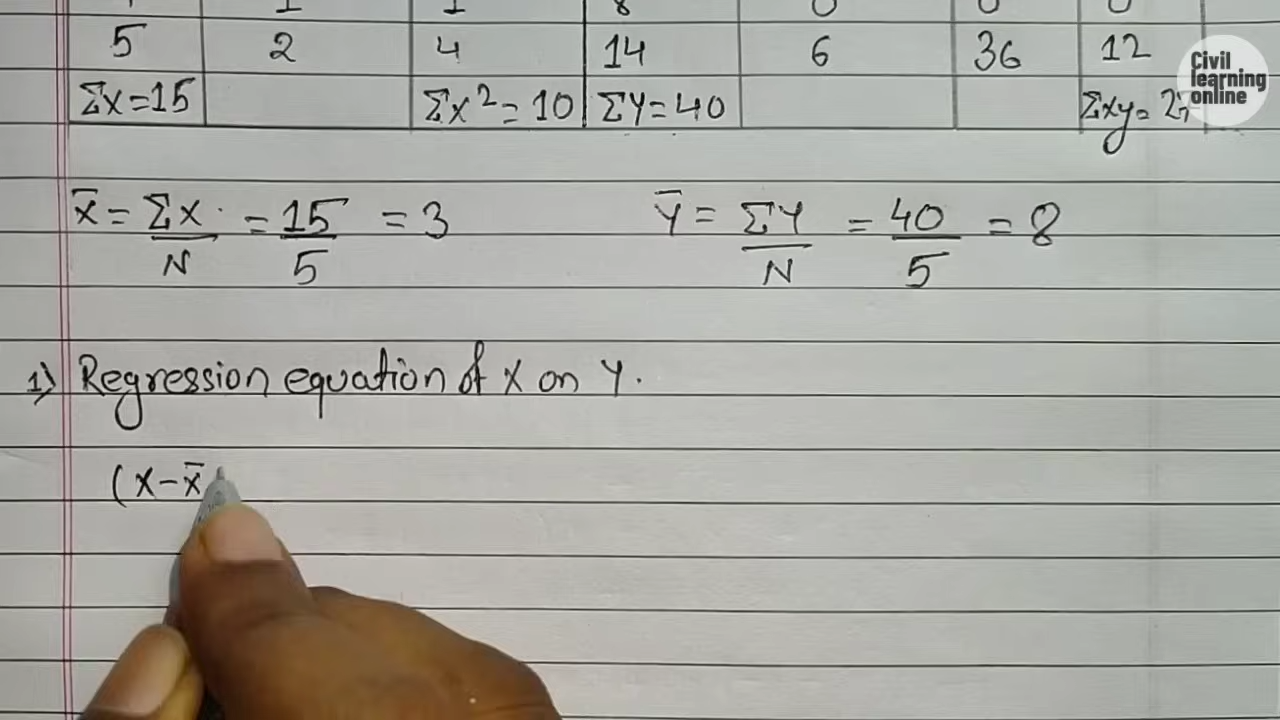 5 2 4 14 6 36 12
Σx=15 Σx²=10 ΣY=40 Σxy=
x̄ = Σx / N = 15 / 5 = 3
Ȳ = ΣY / N = 40 / 5 = 8
1) Regression equation of x on Y.
(x-x̄
Civil
learning
online